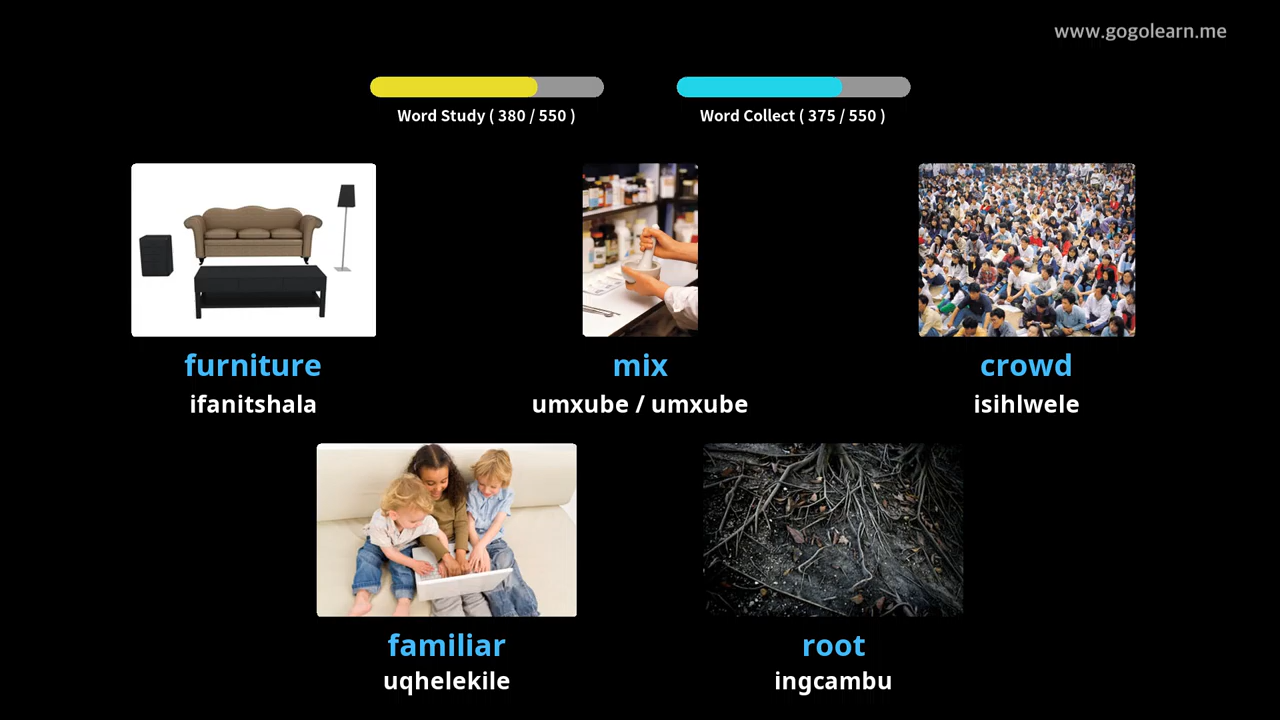 www.gogolearn.me
Word Study ( 380 / 550 )
Word Collect ( 375 / 550 )
furniture
ifanitshala
mix
umxube / umxube
crowd
isihlwele
familiar
uqhelekile
root
ingcambu